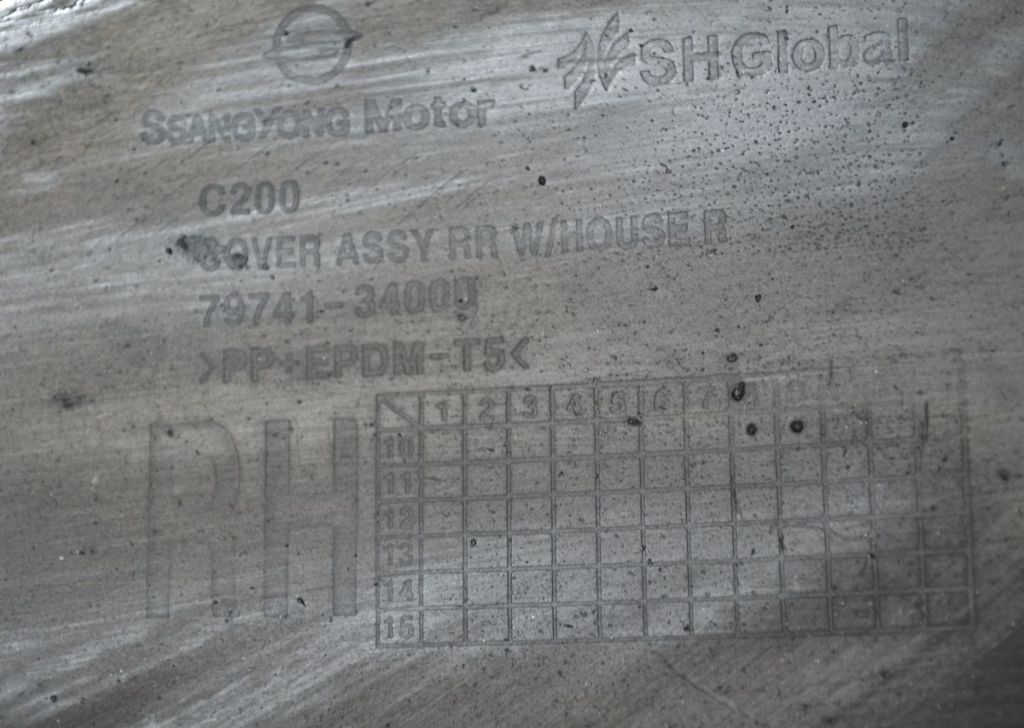 SSANGYONG Motor
SH Global
C200
COVER ASSY RR W/HOUSE R
79741-34000
>PP+EPDM-T5<
RH
1 2 3 4 5 6 7
10
11
12
13
14
15